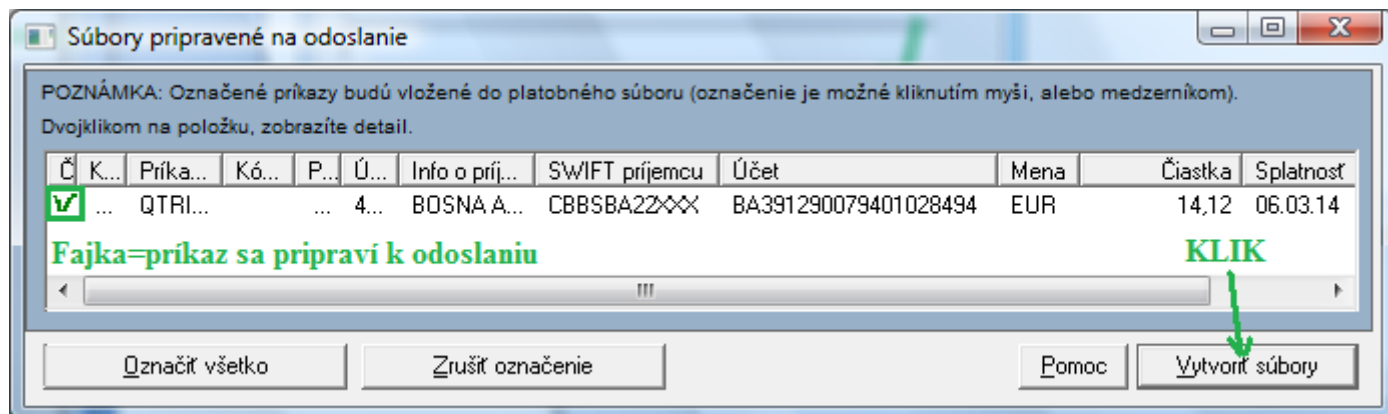 Súbory pripravené na odoslanie
POZNÁMKA: Označené príkazy budú vložené do platobného súboru (označenie je možné kliknutím myši, alebo medzerníkom).
Dvojklikom na položku, zobrazíte detail.
Č K... Príka... Kó... P... Ú... Info o príj... SWIFT príjemcu Účet Mena Čiastka Splatnosť
... QTRI... ... 4... BOSNA A... CBBSBA22XXX BA391290079401028494 EUR 14,12 06.03.14
Fajka=príkaz sa pripraví k odoslaniu KLIK
Označiť všetko Zrušiť označenie Pomoc Vytvoriť súbory